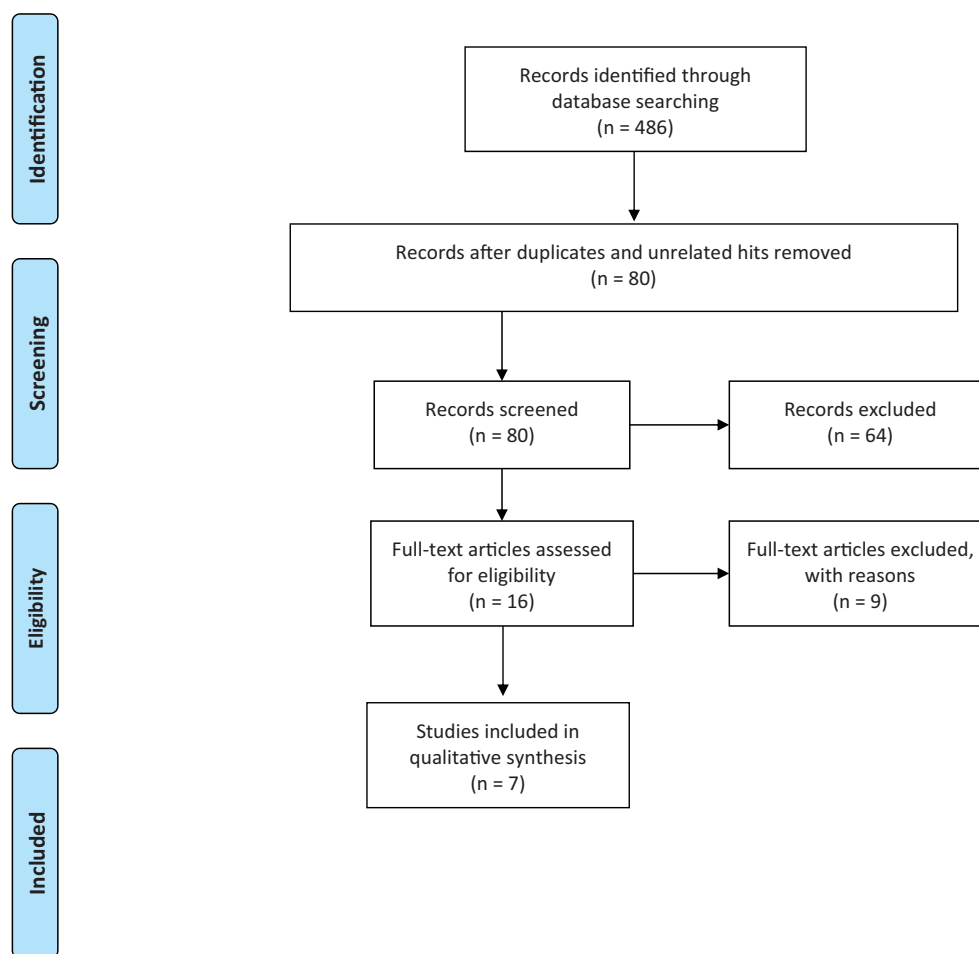 Identification
Records identified through
database searching
(n = 486)
Records after duplicates and unrelated hits removed
(n = 80)
Screening
Records screened
(n = 80)
Records excluded
(n = 64)
Eligibility
Full-text articles assessed
for eligibility
(n = 16)
Full-text articles excluded,
with reasons
(n = 9)
Studies included in
qualitative synthesis
(n = 7)
Included